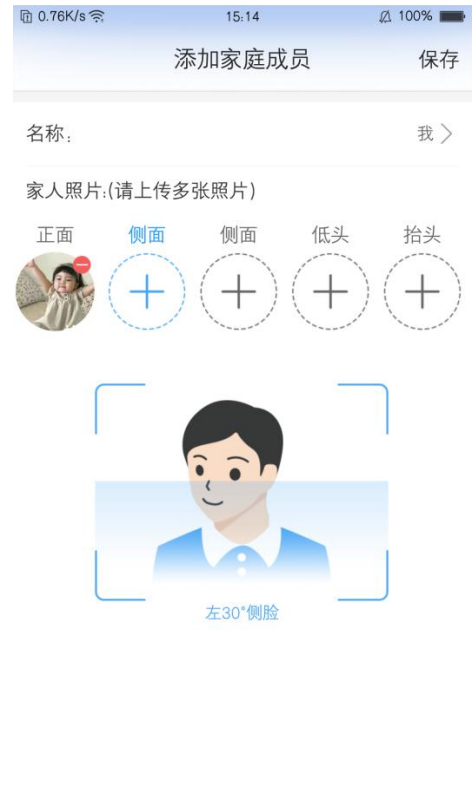 0.76K/s 15:14 100%
添加家庭成员 保存
名称: 我
家人照片:(请上传多张照片)
正面 侧面 侧面 低头 抬头
左30°侧脸